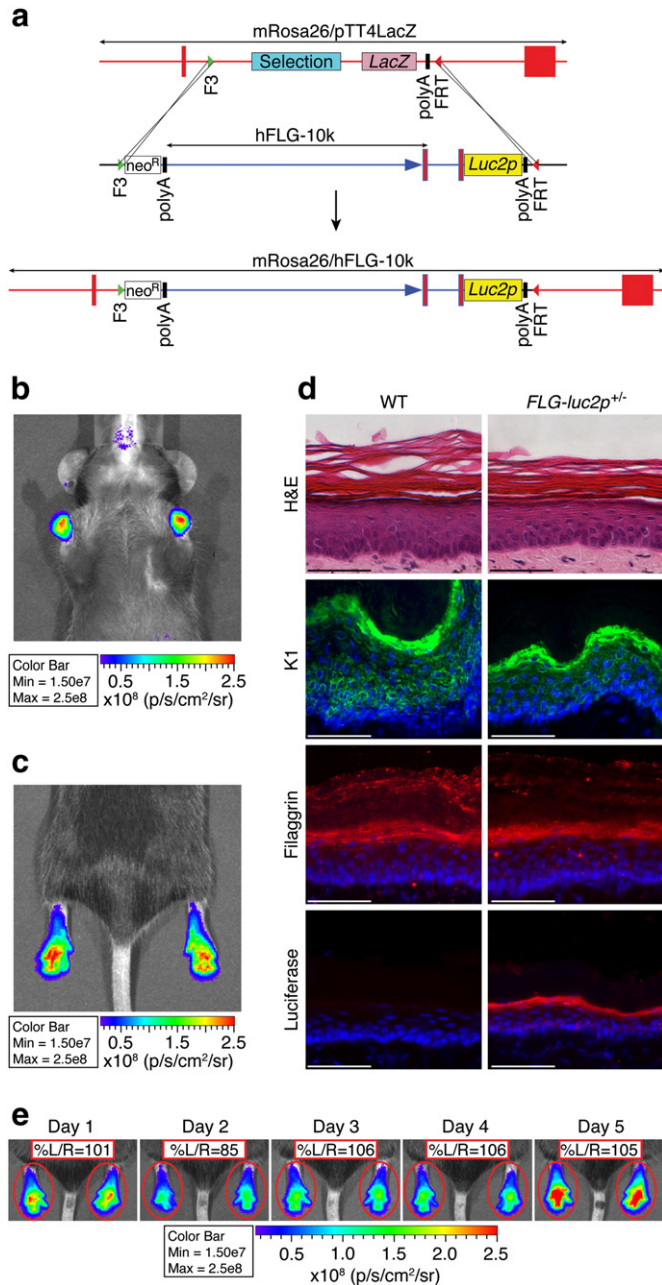 a
mRosa26/pTT4LacZ
F3
Selection
LacZ
polyA
FRT
hFLG-10k
F3
neoR
polyA
Luc2p
polyA
FRT
mRosa26/hFLG-10k
F3
neoR
polyA
Luc2p
polyA
FRT
b
Color Bar
Min = 1.50e7
Max = 2.5e8
0.5 1.5 2.5
x10⁸ (p/s/cm²/sr)
c
Color Bar
Min = 1.50e7
Max = 2.5e8
0.5 1.5 2.5
x10⁸ (p/s/cm²/sr)
d
WT
FLG-luc2p+/-
H&E
K1
Filaggrin
Luciferase
e
Day 1 Day 2 Day 3 Day 4 Day 5
%L/R=101 %L/R=85 %L/R=106 %L/R=106 %L/R=105
Color Bar
Min = 1.50e7
Max = 2.5e8
0.5 1.0 1.5 2.0 2.5
x10⁸ (p/s/cm²/sr)